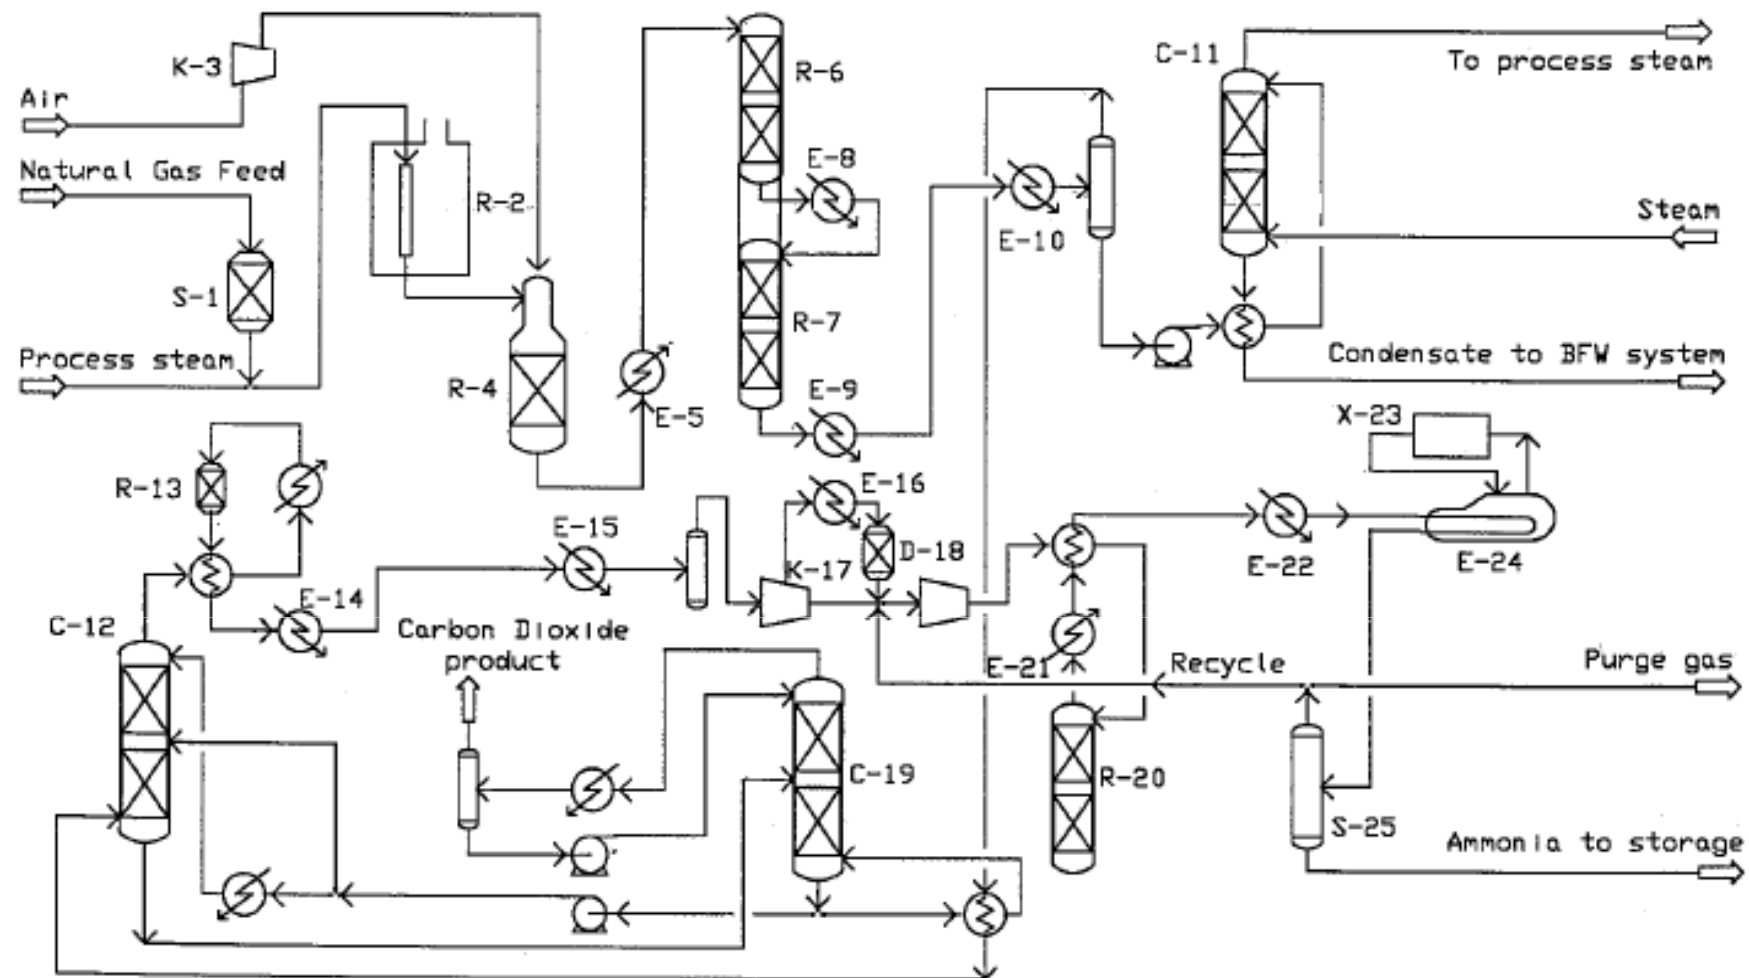 K-3
Air
Natural Gas Feed
S-1
Process steam
R-2
R-4
E-5
R-6
E-8
R-7
E-9
E-10
C-11
To process steam
Steam
Condensate to BFW system
X-23
R-13
E-14
E-15
E-16
K-17
D-18
E-22
E-24
C-12
Carbon Dioxide
product
E-21
Recycle
Purge gas
C-19
R-20
S-25
Ammonia to storage